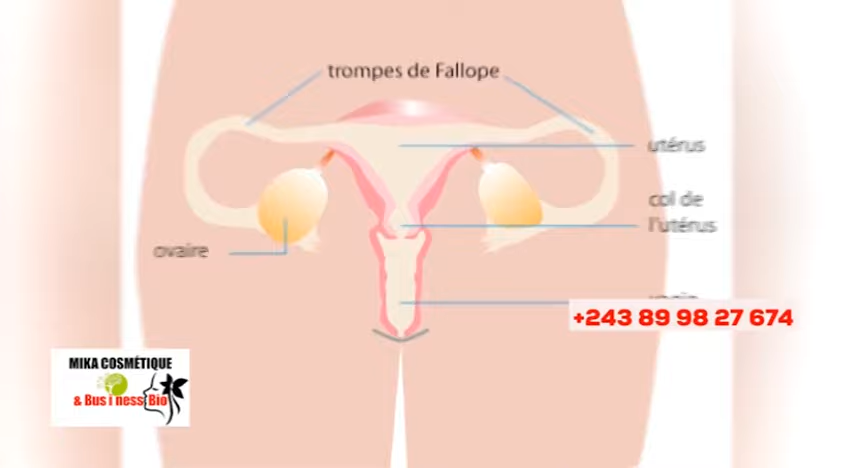 trompes de Fallope
utérus
col de
l'utérus
ovaire
+243 89 98 27 674
MIKA COSMÉTIQUE
& Bus i ness Bio